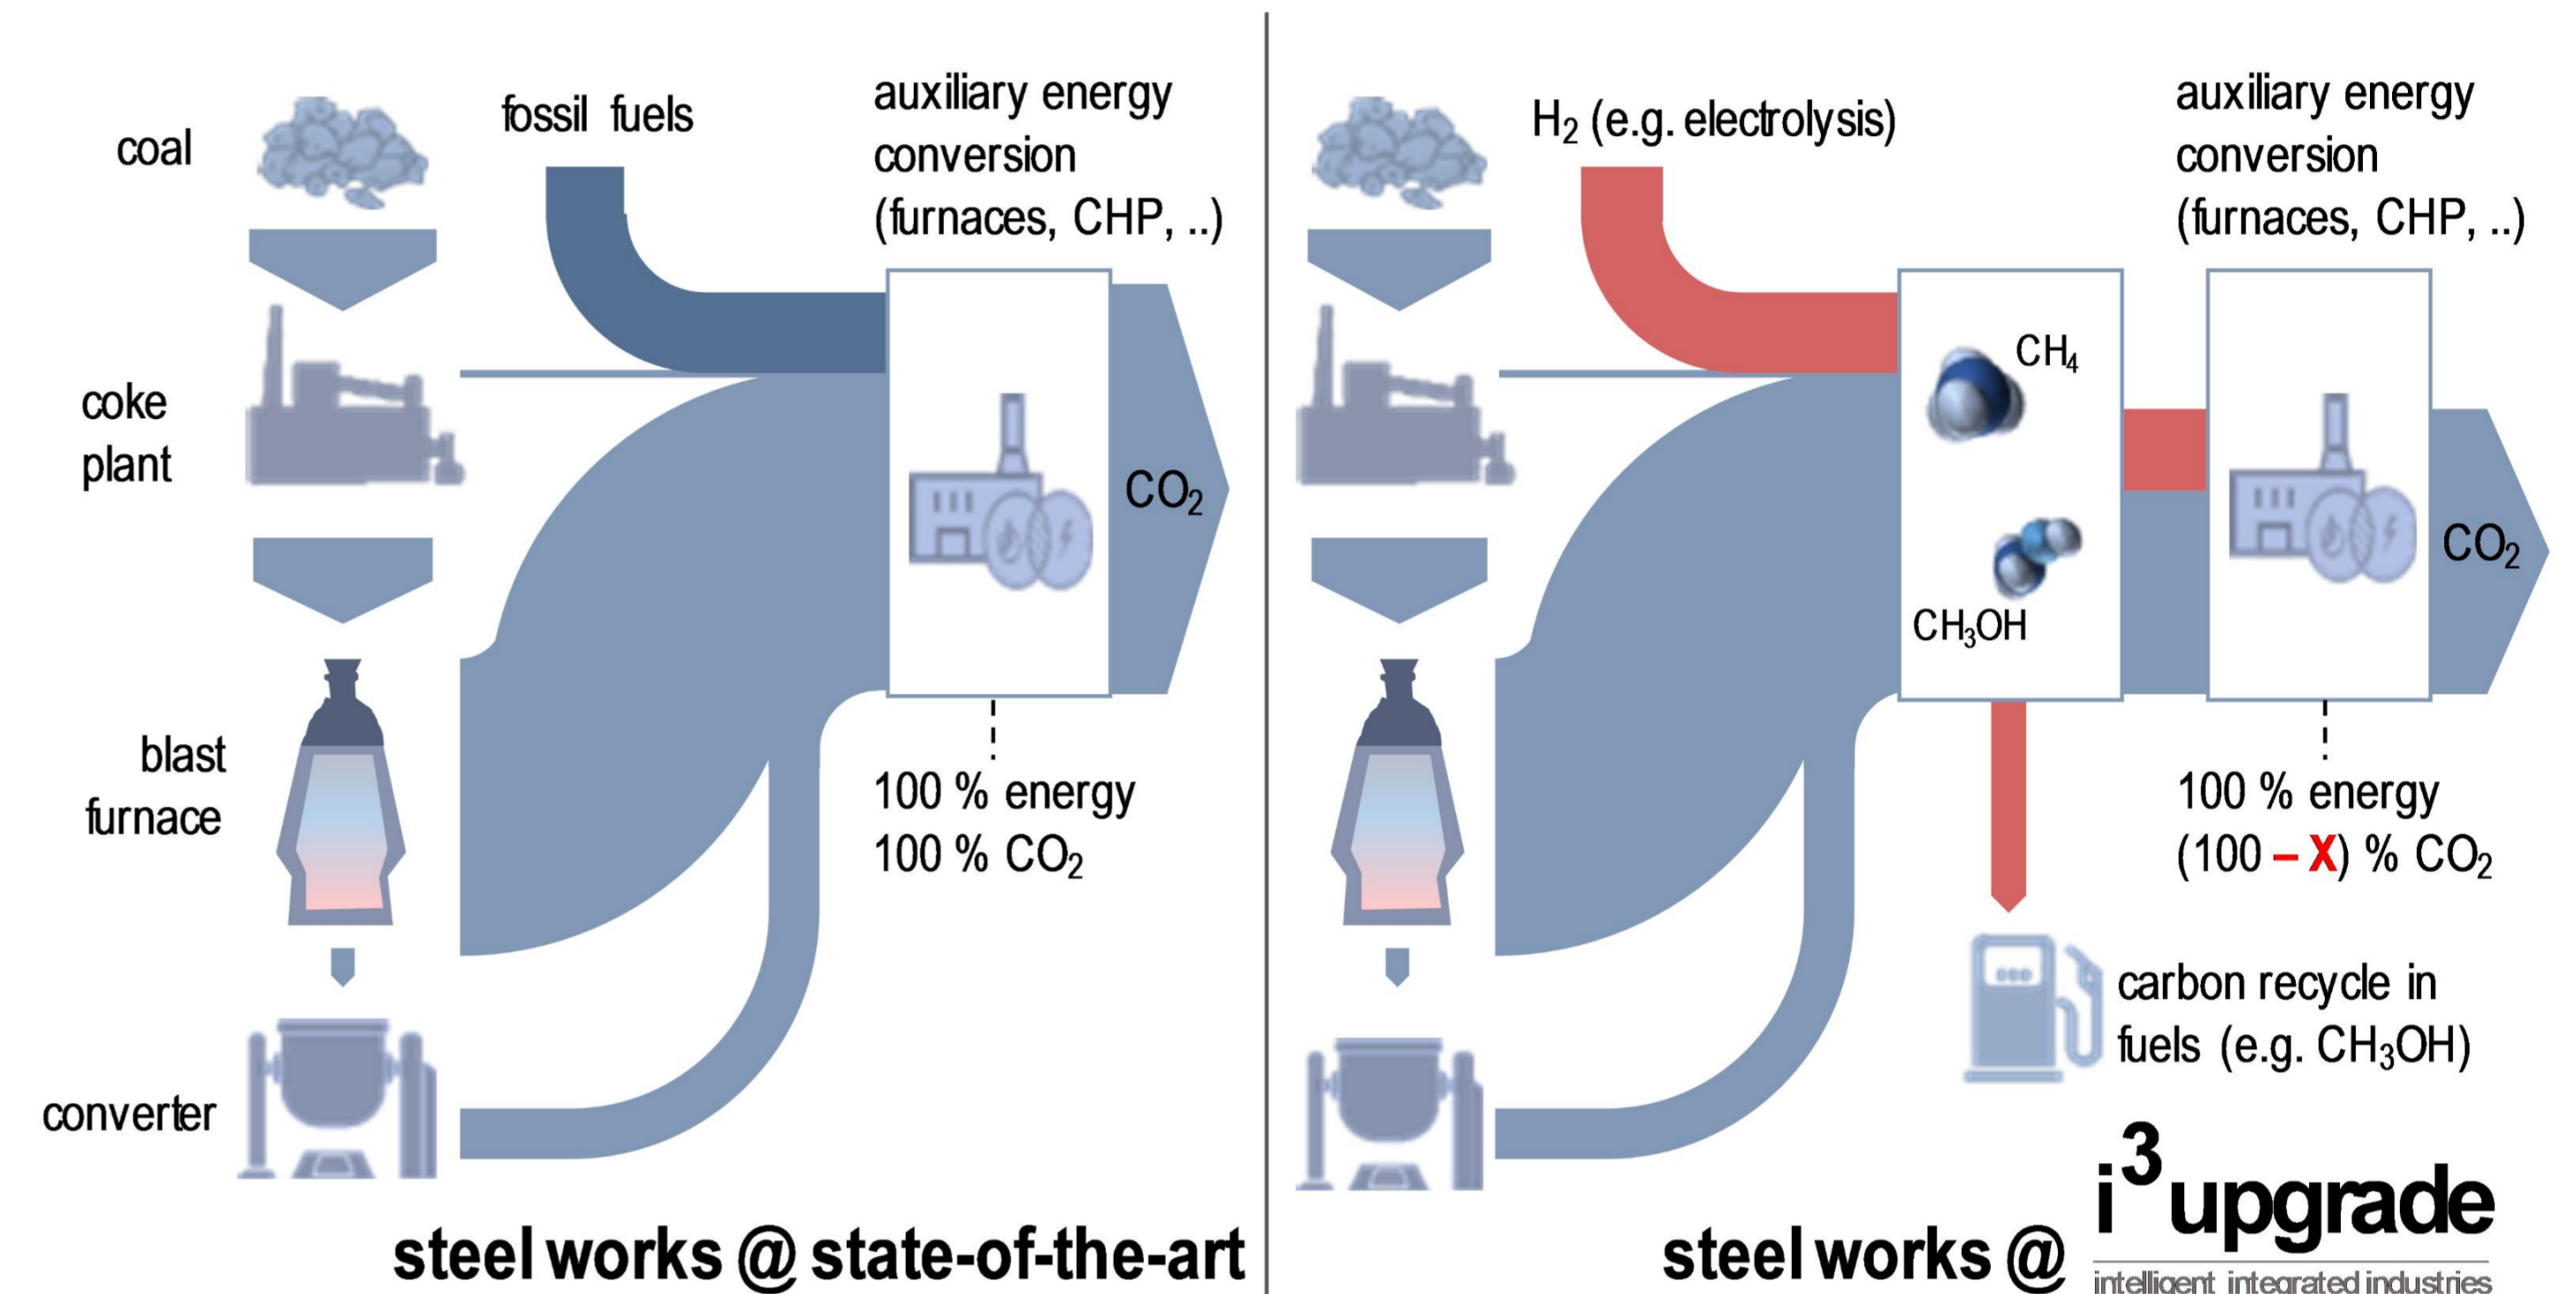 coal
fossil fuels
auxiliary energy
conversion
(furnaces, CHP, ..)
coke
plant
CO₂
blast
furnace
100 % energy
100 % CO₂
converter
steel works @ state-of-the-art
H₂ (e.g. electrolysis)
auxiliary energy
conversion
(furnaces, CHP, ..)
CH₄
CH₃OH
CO₂
100 % energy
(100 – X) % CO₂
carbon recycle in
fuels (e.g. CH₃OH)
steel works @ i³upgrade
intelligent integrated industries